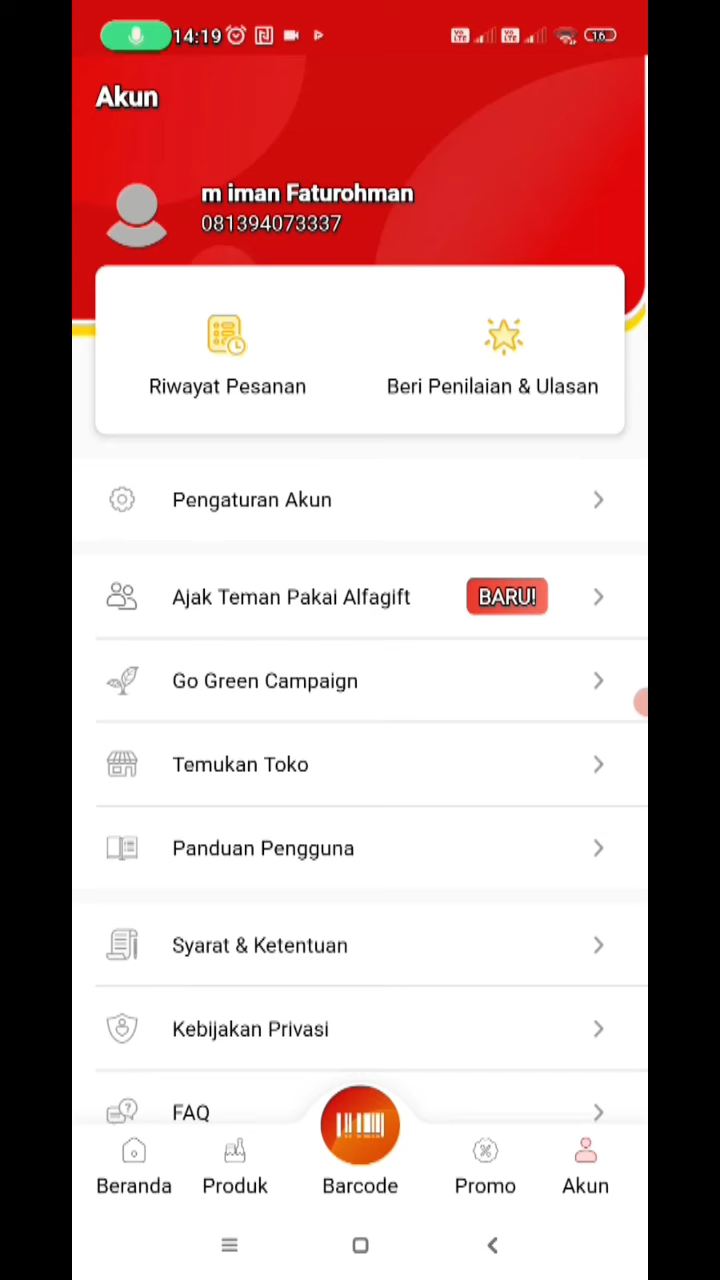 14:19
16
Akun
m iman Faturohman
081394073337
Riwayat Pesanan
Beri Penilaian & Ulasan
Pengaturan Akun
Ajak Teman Pakai Alfagift
BARU!
Go Green Campaign
Temukan Toko
Panduan Pengguna
Syarat & Ketentuan
Kebijakan Privasi
FAQ
Beranda
Produk
Barcode
Promo
Akun